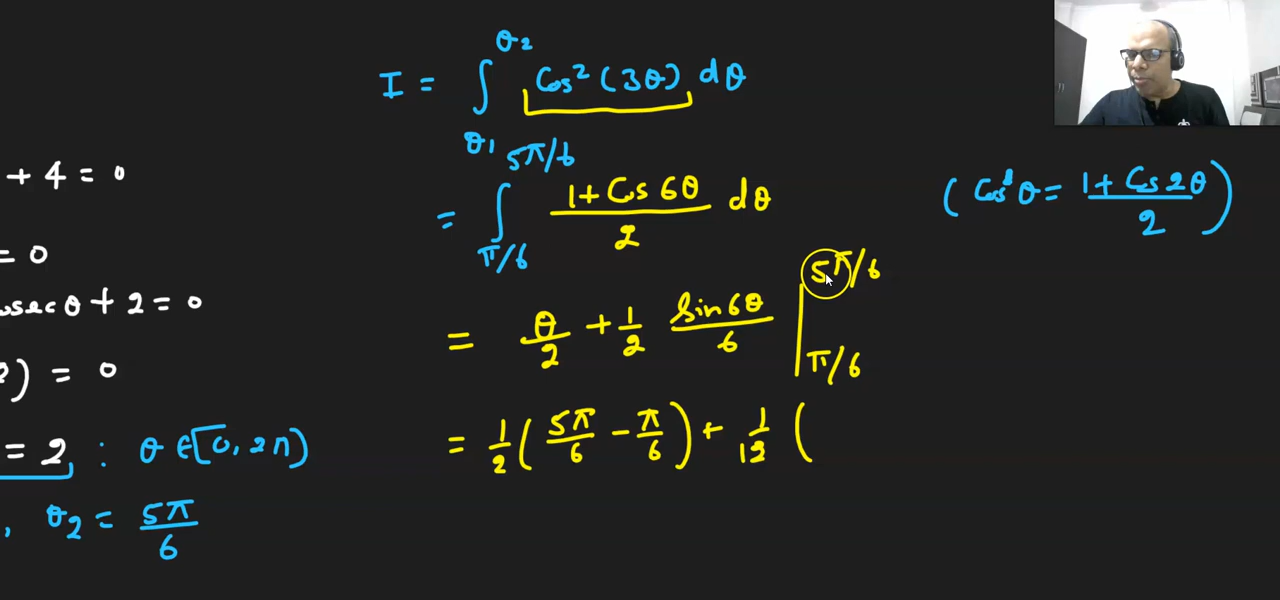 I = ∫_{θ1}^{θ2} Cos² (3θ) dθ
+ 4 = 0
= ∫_{π/6}^{5π/6} (1 + Cos 6θ)/2 dθ
( Cos²θ = (1 + Cos 2θ)/2 )
= 0
osec θ + 2 = 0
= θ/2 + 1/2 Sin 6θ/6 |_{π/6}^{5π/6}
) = 0
= 2 : θ ∈ [0, 2π)
= 1/2 ( 5π/6 − π/6 ) + 1/12 (
, θ2 = 5π/6